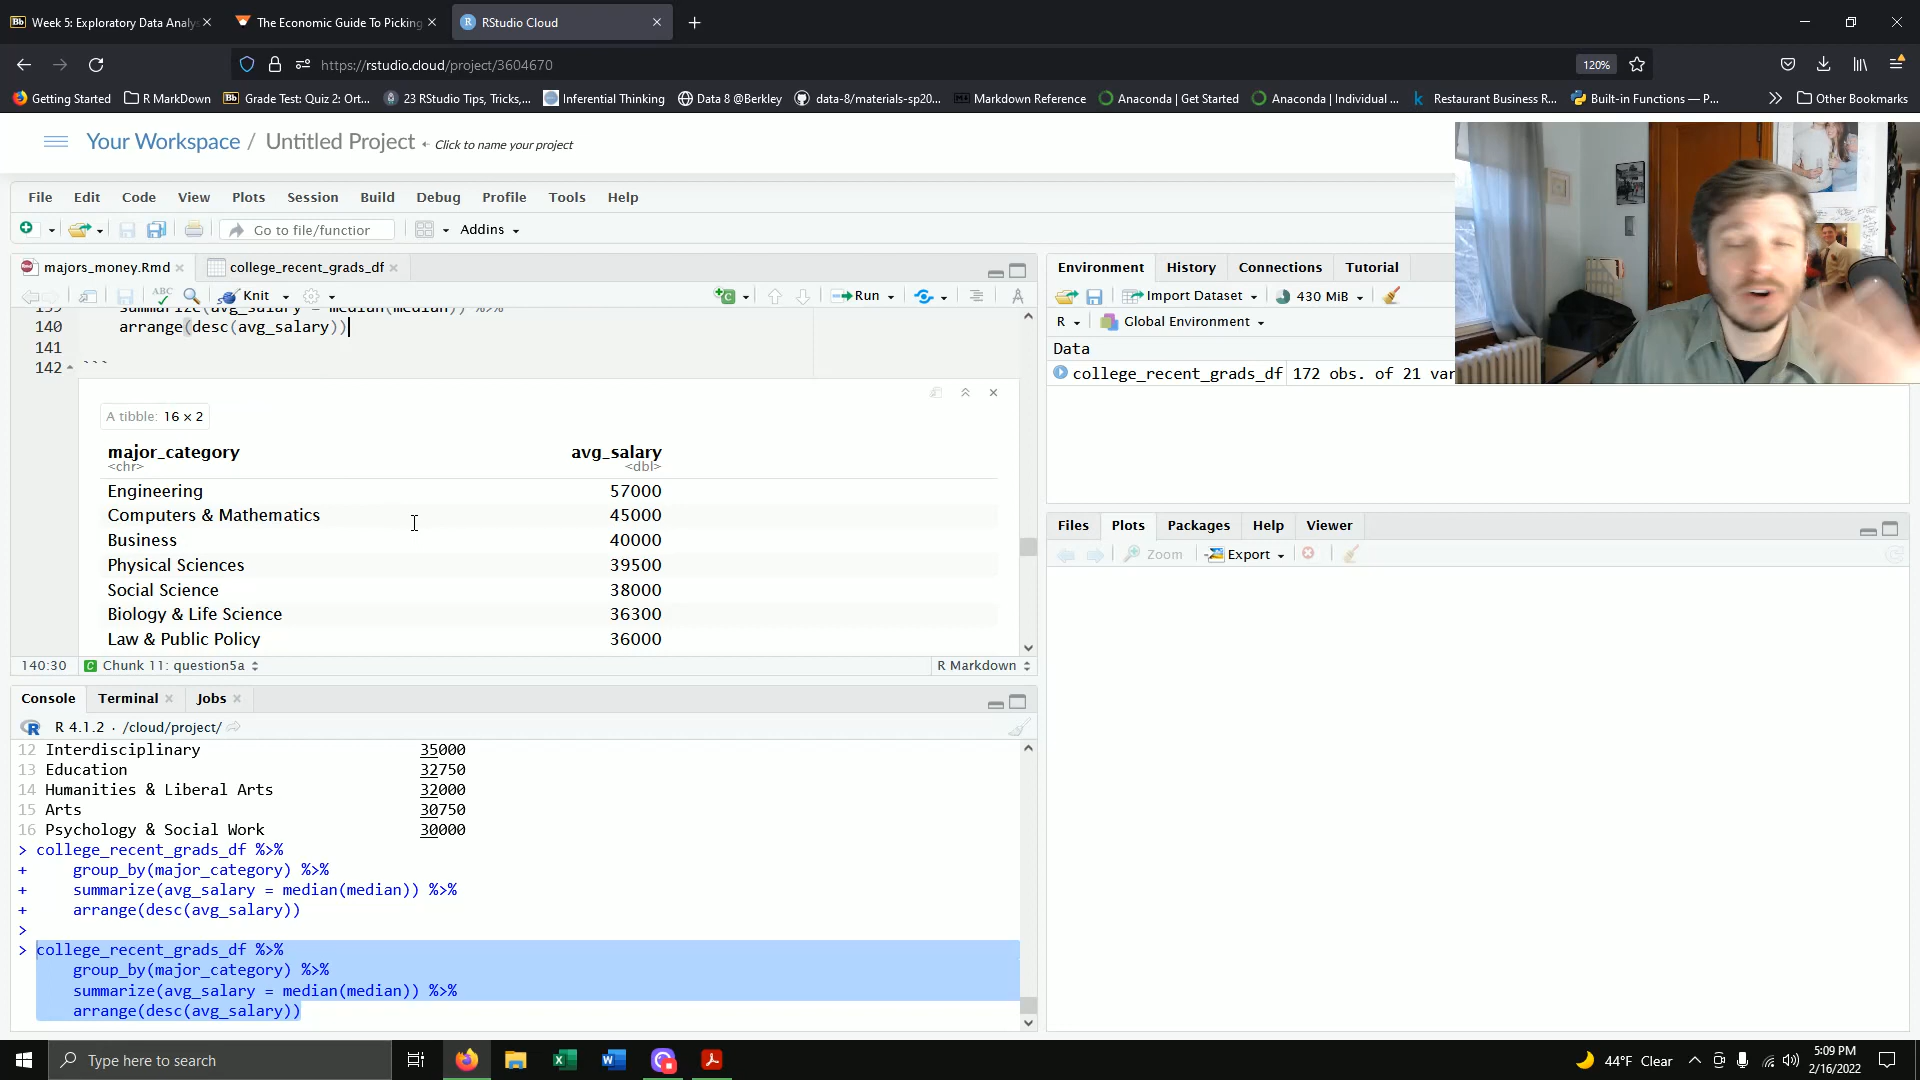 Week 5: Exploratory Data Analys
The Economic Guide To Picking
RStudio Cloud
https://rstudio.cloud/project/3604670
120%
Getting Started
R MarkDown
Grade Test: Quiz 2: Ort...
23 RStudio Tips, Tricks,...
Inferential Thinking
Data 8 @Berkley
data-8/materials-sp20...
Markdown Reference
Anaconda | Get Started
Anaconda | Individual ...
Restaurant Business R...
Built-in Functions — P...
Other Bookmarks
Your Workspace / Untitled Project
Click to name your project
File Edit Code View Plots Session Build Debug Profile Tools Help
Go to file/function
Addins
majors_money.Rmd
college_recent_grads_df
Knit
Run
139 summarize(avg_salary = median(median)) %>%
140 arrange(desc(avg_salary))
141
142 ```
A tibble: 16 × 2
major_category avg_salary
<chr> <dbl>
Engineering 57000
Computers & Mathematics 45000
Business 40000
Physical Sciences 39500
Social Science 38000
Biology & Life Science 36300
Law & Public Policy 36000
140:30 Chunk 11: question5a R Markdown
Console Terminal Jobs
R 4.1.2 · /cloud/project/
12 Interdisciplinary 35000
13 Education 32750
14 Humanities & Liberal Arts 32000
15 Arts 30750
16 Psychology & Social Work 30000
> college_recent_grads_df %>%
+ group_by(major_category) %>%
+ summarize(avg_salary = median(median)) %>%
+ arrange(desc(avg_salary))
>
> college_recent_grads_df %>%
group_by(major_category) %>%
summarize(avg_salary = median(median)) %>%
arrange(desc(avg_salary))
Environment History Connections Tutorial
Import Dataset
430 MiB
R
Global Environment
Data
college_recent_grads_df 172 obs. of 21 var
Files Plots Packages Help Viewer
Zoom
Export
Type here to search
44°F Clear
5:09 PM
2/16/2022